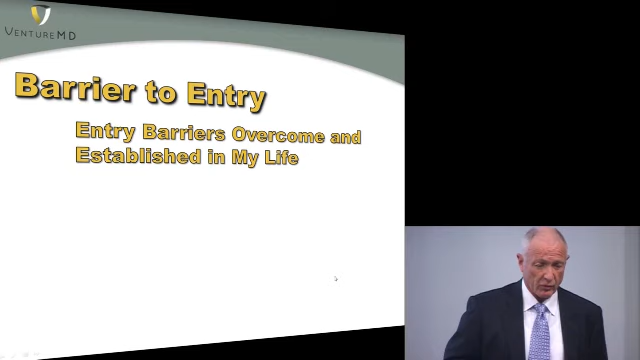 VENTUREMD
Barrier to Entry
Entry Barriers Overcome and
Established in My Life